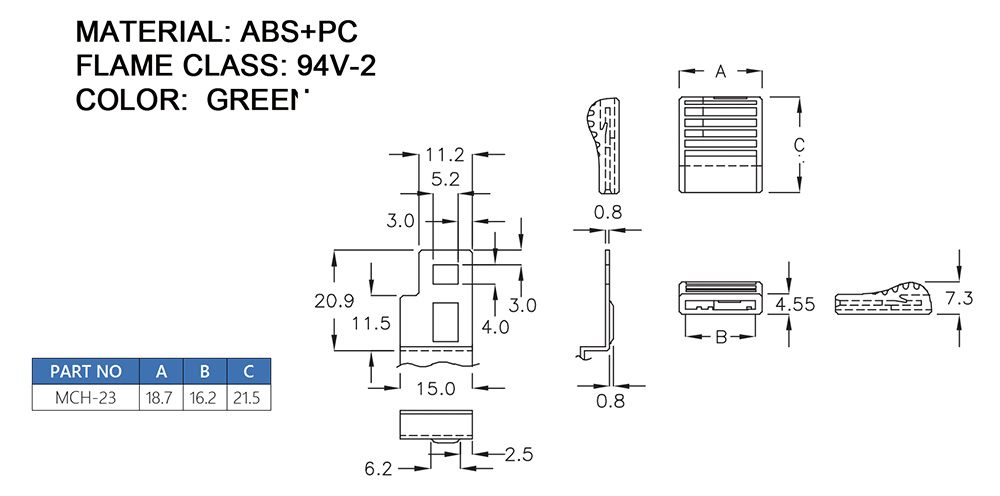 MATERIAL: ABS+PC
FLAME CLASS: 94V-2
COLOR: GREEN
A
C
11.2
5.2
3.0
0.8
20.9
11.5
3.0
4.0
4.55
7.3
B
PART NO A B C
MCH-23 18.7 16.2 21.5
15.0
0.8
2.5
6.2